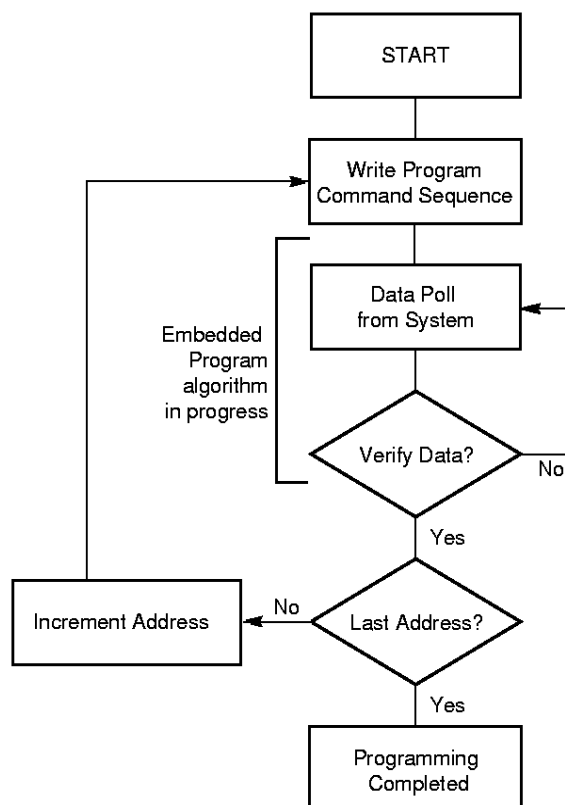 START
Write Program
Command Sequence
Data Poll
from System
Embedded
Program
algorithm
in progress
Verify Data?
No
Yes
Increment Address
No
Last Address?
Yes
Programming
Completed